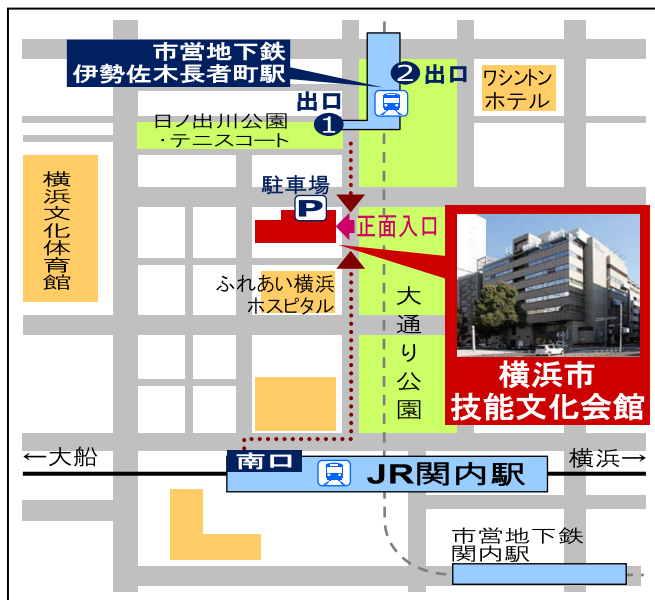 市営地下鉄
伊勢佐木長者町駅
❷出口
ワシントン
ホテル
出口
❶
日ノ出川公園
・テニスコート
横浜文化体育館
駐車場
P
正面入口
ふれあい横浜
ホスピタル
大通り公園
横浜市
技能文化会館
←大船
南口
JR関内駅
横浜→
市営地下鉄
関内駅